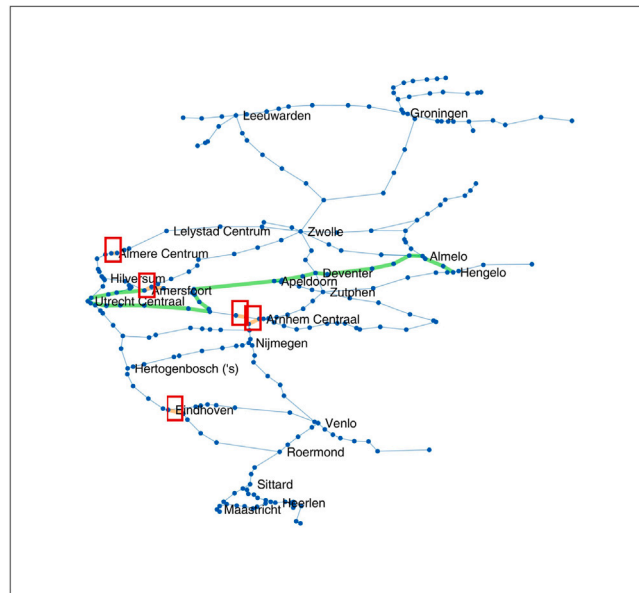 Leeuwarden
Groningen
Lelystad Centrum
Zwolle
Almere Centrum
Almelo
Hilversum
Deventer
Hengelo
Amersfoort
Apeldoorn
Utrecht Centraal
Zutphen
Arnhem Centraal
Nijmegen
Hertogenbosch ('s)
Eindhoven
Venlo
Roermond
Sittard
Heerlen
Maastricht